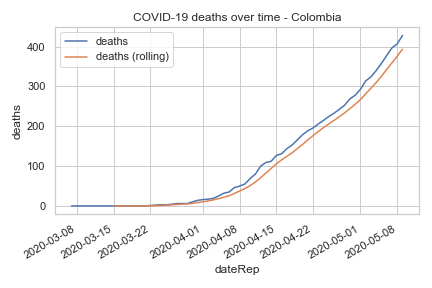 COVID-19 deaths over time - Colombia
deaths
deaths (rolling)
400
300
200
100
0
deaths
2020-03-08
2020-03-15
2020-03-22
2020-04-01
2020-04-08
2020-04-15
2020-04-22
2020-05-01
2020-05-08
dateRep